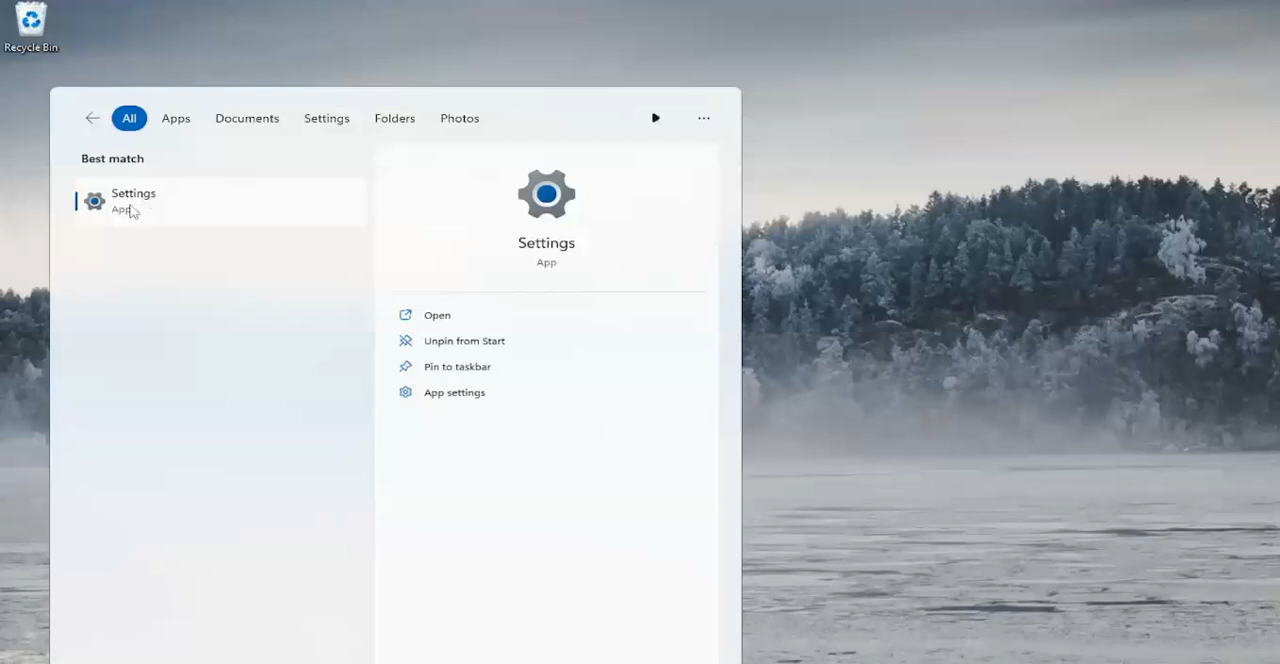 Recycle Bin
All Apps Documents Settings Folders Photos ...
Best match
Settings
App
Settings
App
Open
Unpin from Start
Pin to taskbar
App settings